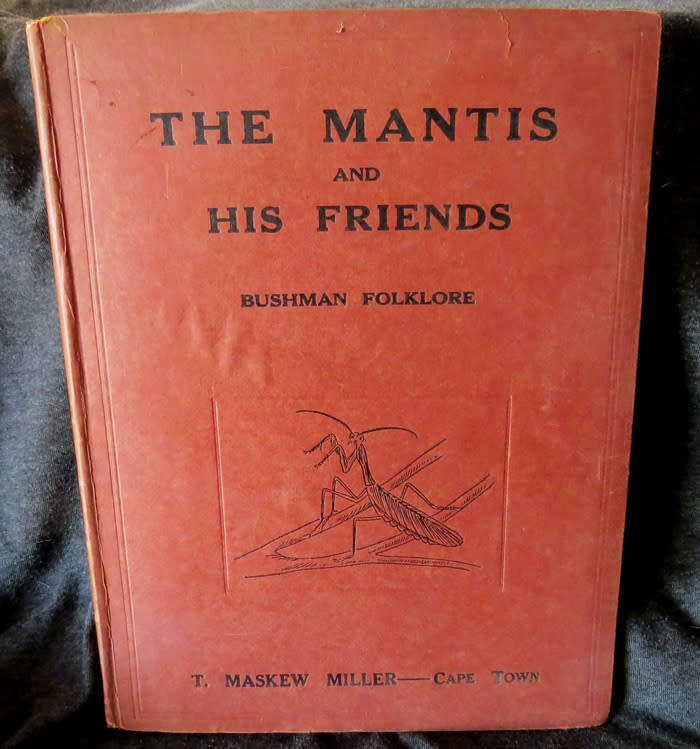 THE MANTIS
AND
HIS FRIENDS
BUSHMAN FOLKLORE
T. MASKEW MILLER—CAPE TOWN